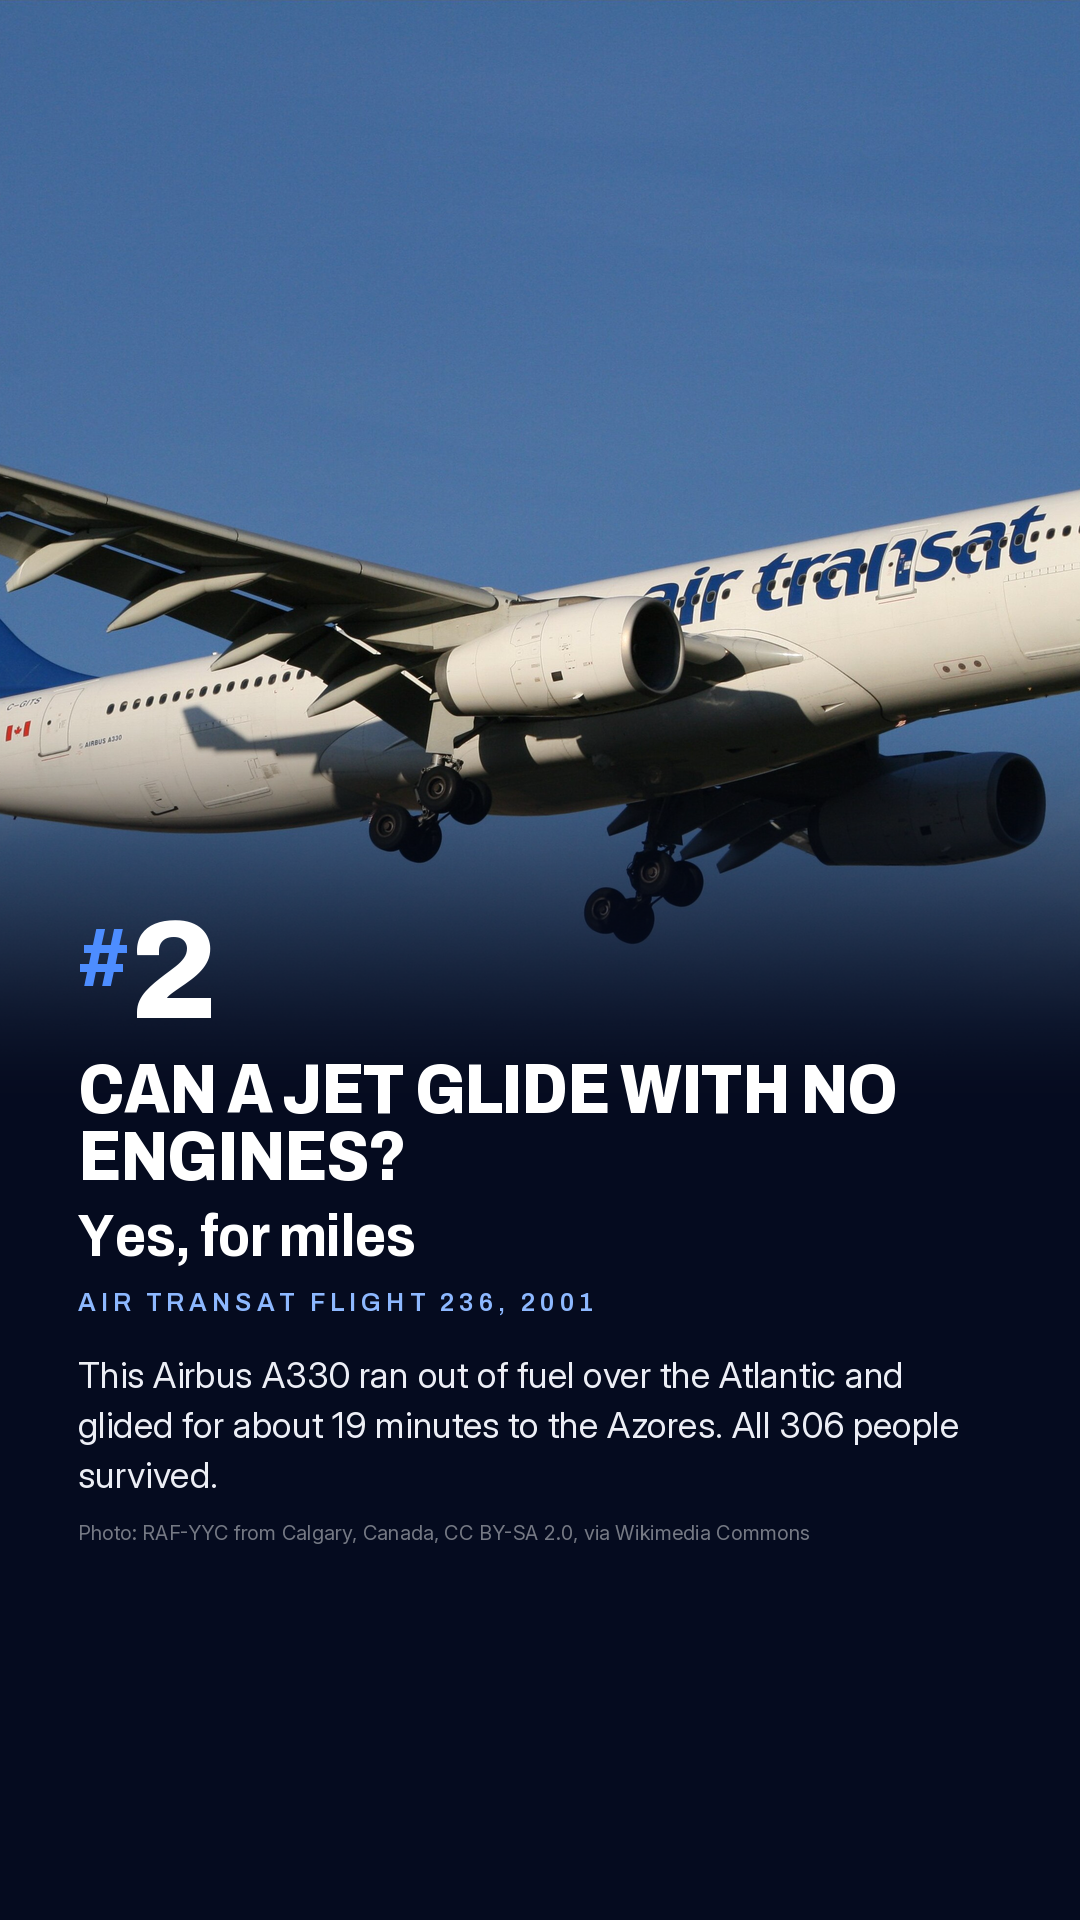 air transat
C-GITS
AIRBUS A330
#2
CAN A JET GLIDE WITH NO
ENGINES?
Yes, for miles
AIR TRANSAT FLIGHT 236, 2001
This Airbus A330 ran out of fuel over the Atlantic and
glided for about 19 minutes to the Azores. All 306 people
survived.
Photo: RAF-YYC from Calgary, Canada, CC BY-SA 2.0, via Wikimedia Commons